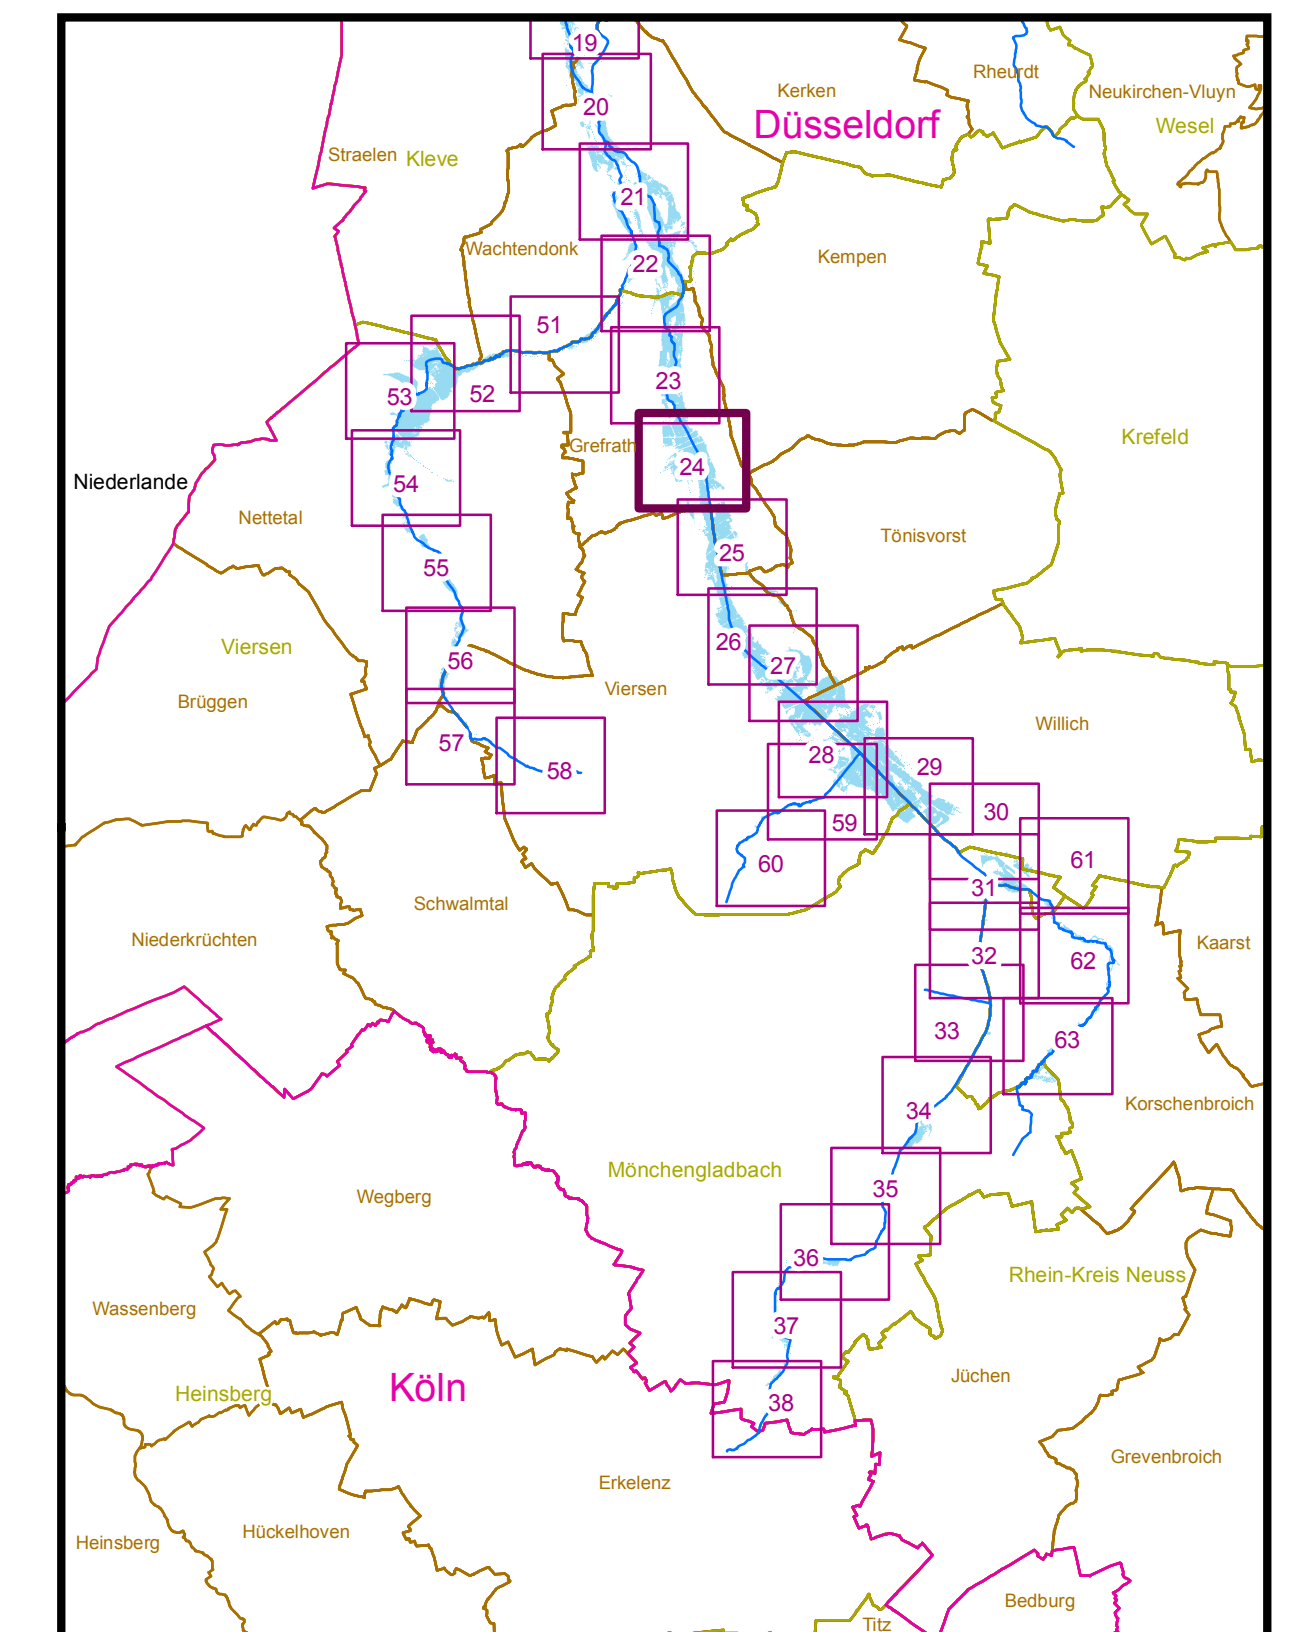 19
Rheurdt
Kerken
Neukirchen-Vluyn
20
Düsseldorf
Wesel
Straelen
Kleve
21
Wachtendonk
Kempen
22
51
23
52
53
Krefeld
Grefrath
24
Niederlande
54
Nettetal
Tönisvorst
25
55
26
Viersen
56
27
Viersen
Brüggen
Willich
57
28
29
58
30
59
60
61
31
Schwalmtal
Niederkrüchten
Kaarst
32
62
33
63
Korschenbroich
34
Mönchengladbach
35
Wegberg
36
Rhein-Kreis Neuss
Wassenberg
37
Jüchen
Köln
Heinsberg
38
Grevenbroich
Erkelenz
Hückelhoven
Heinsberg
Bedburg
Titz